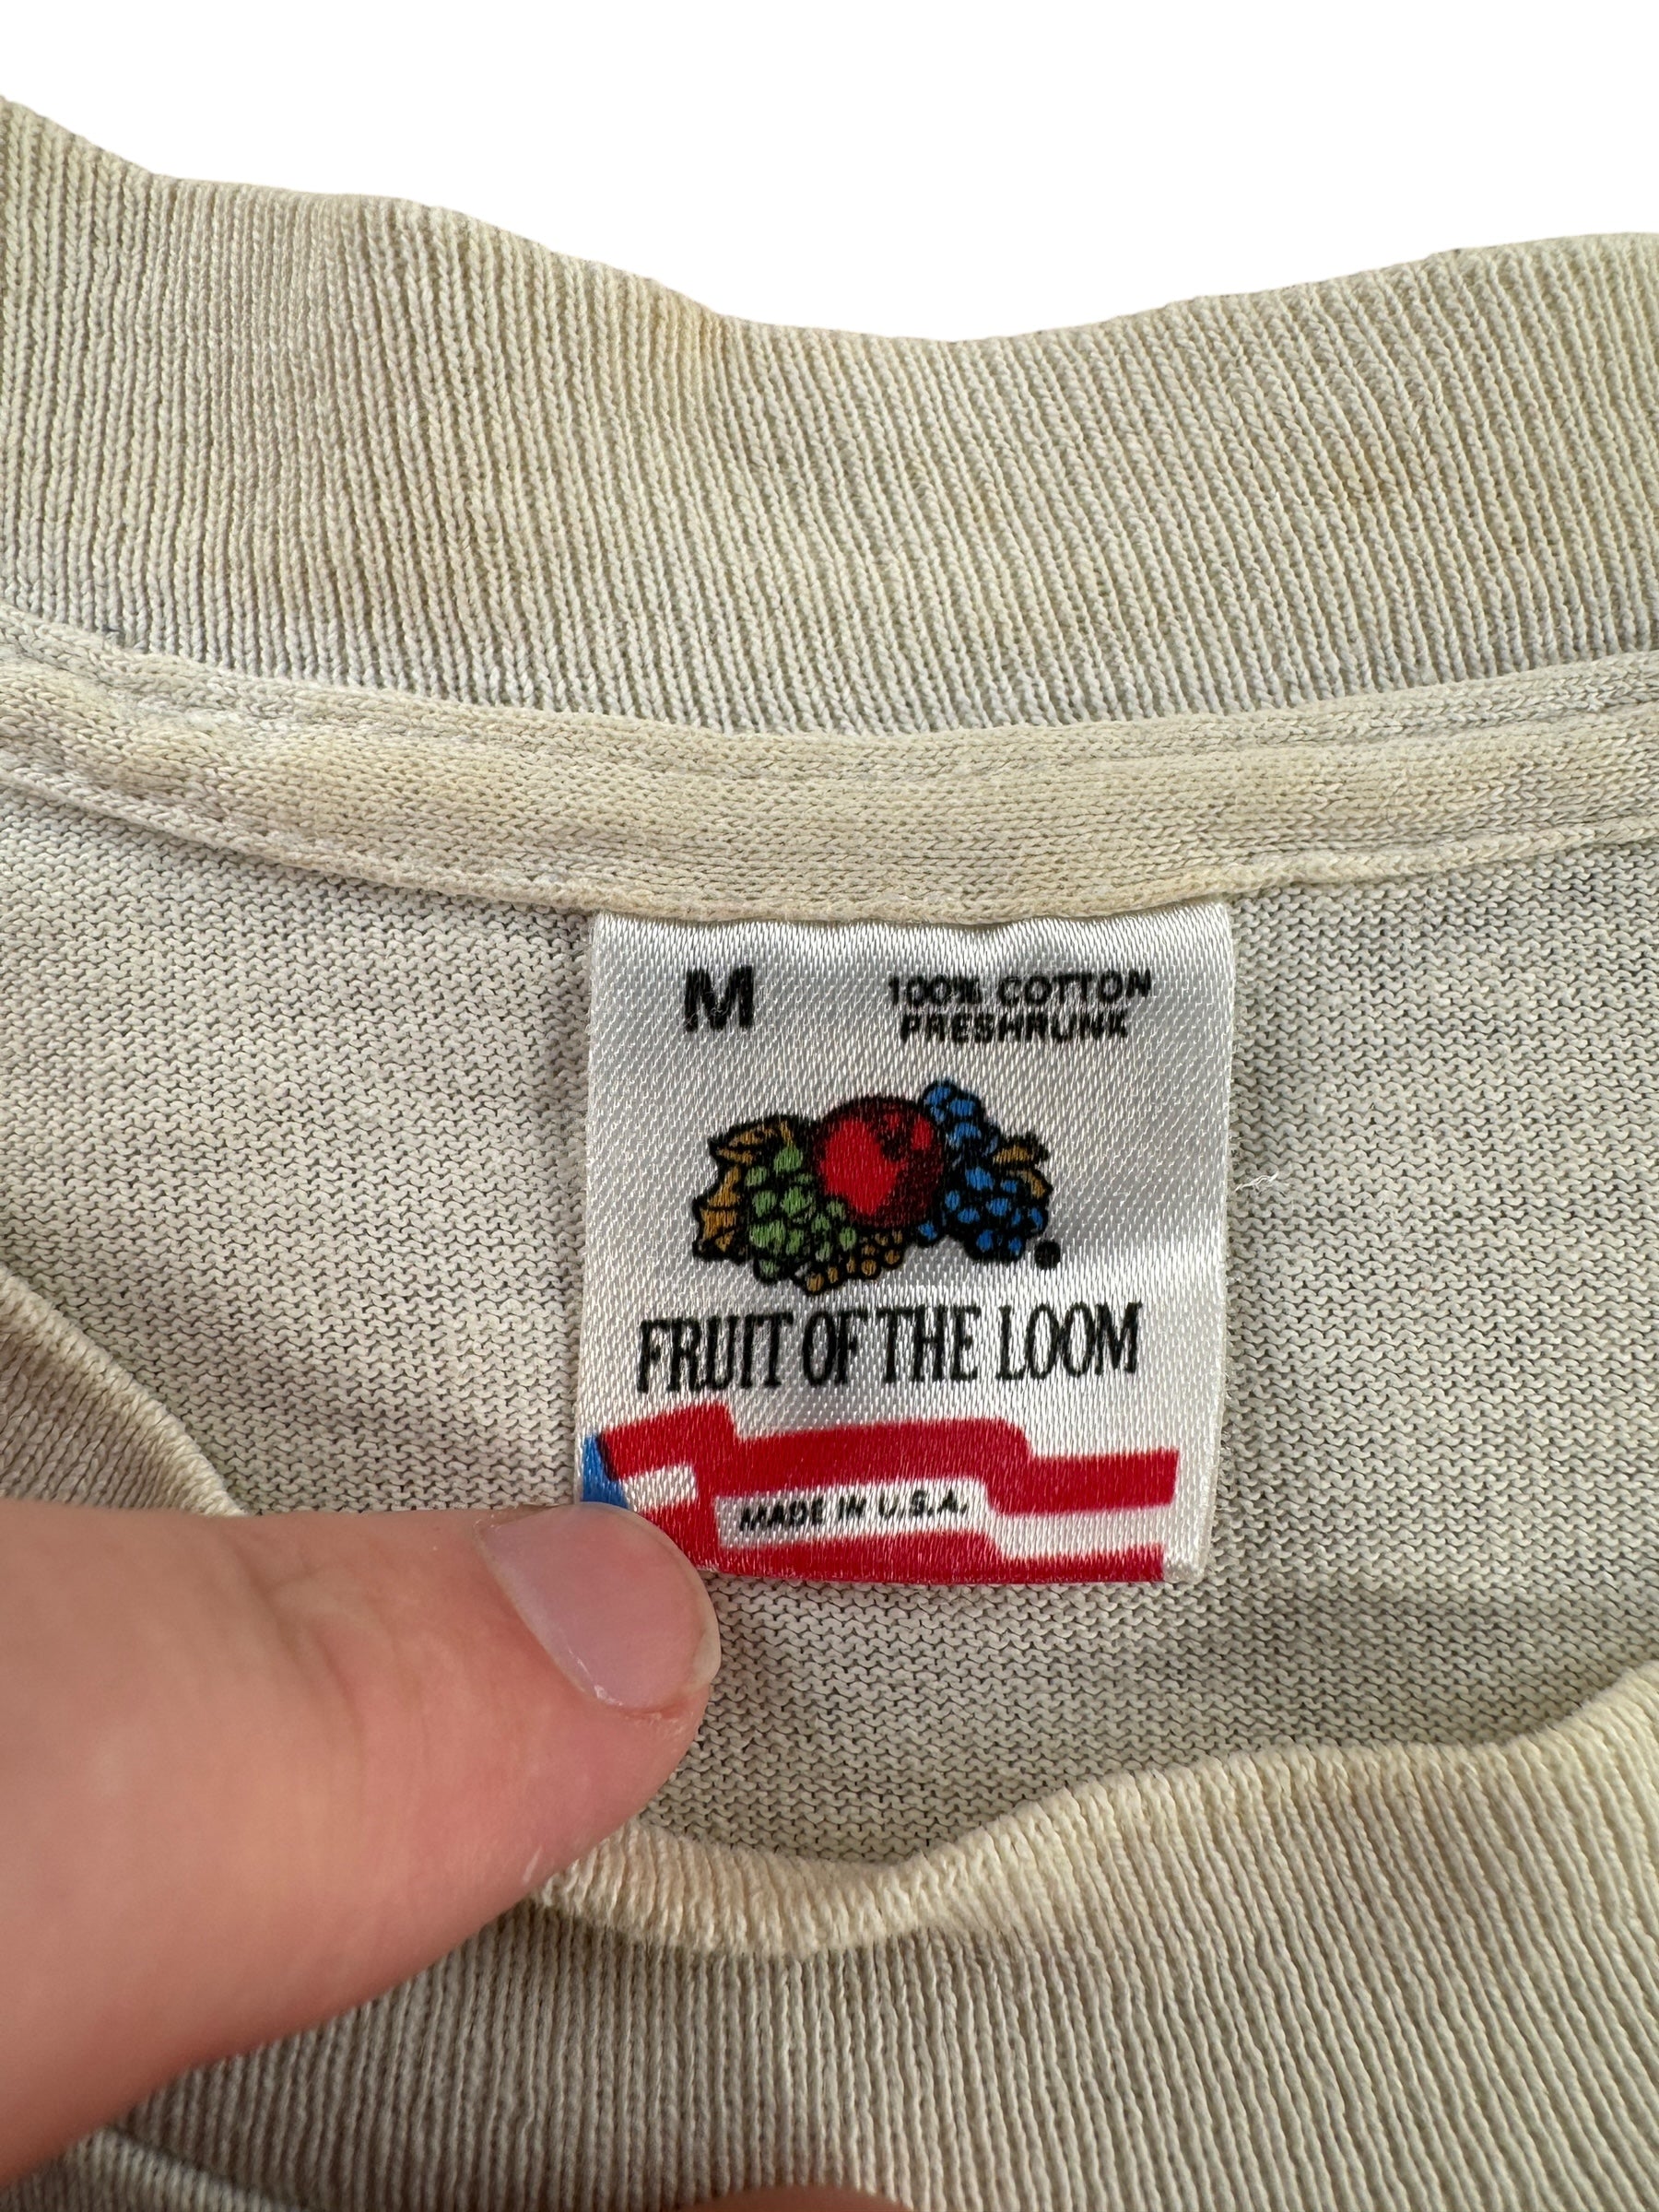 M
100% COTTON
PRESHRUNK
FRUIT OF THE LOOM
MADE IN U.S.A.